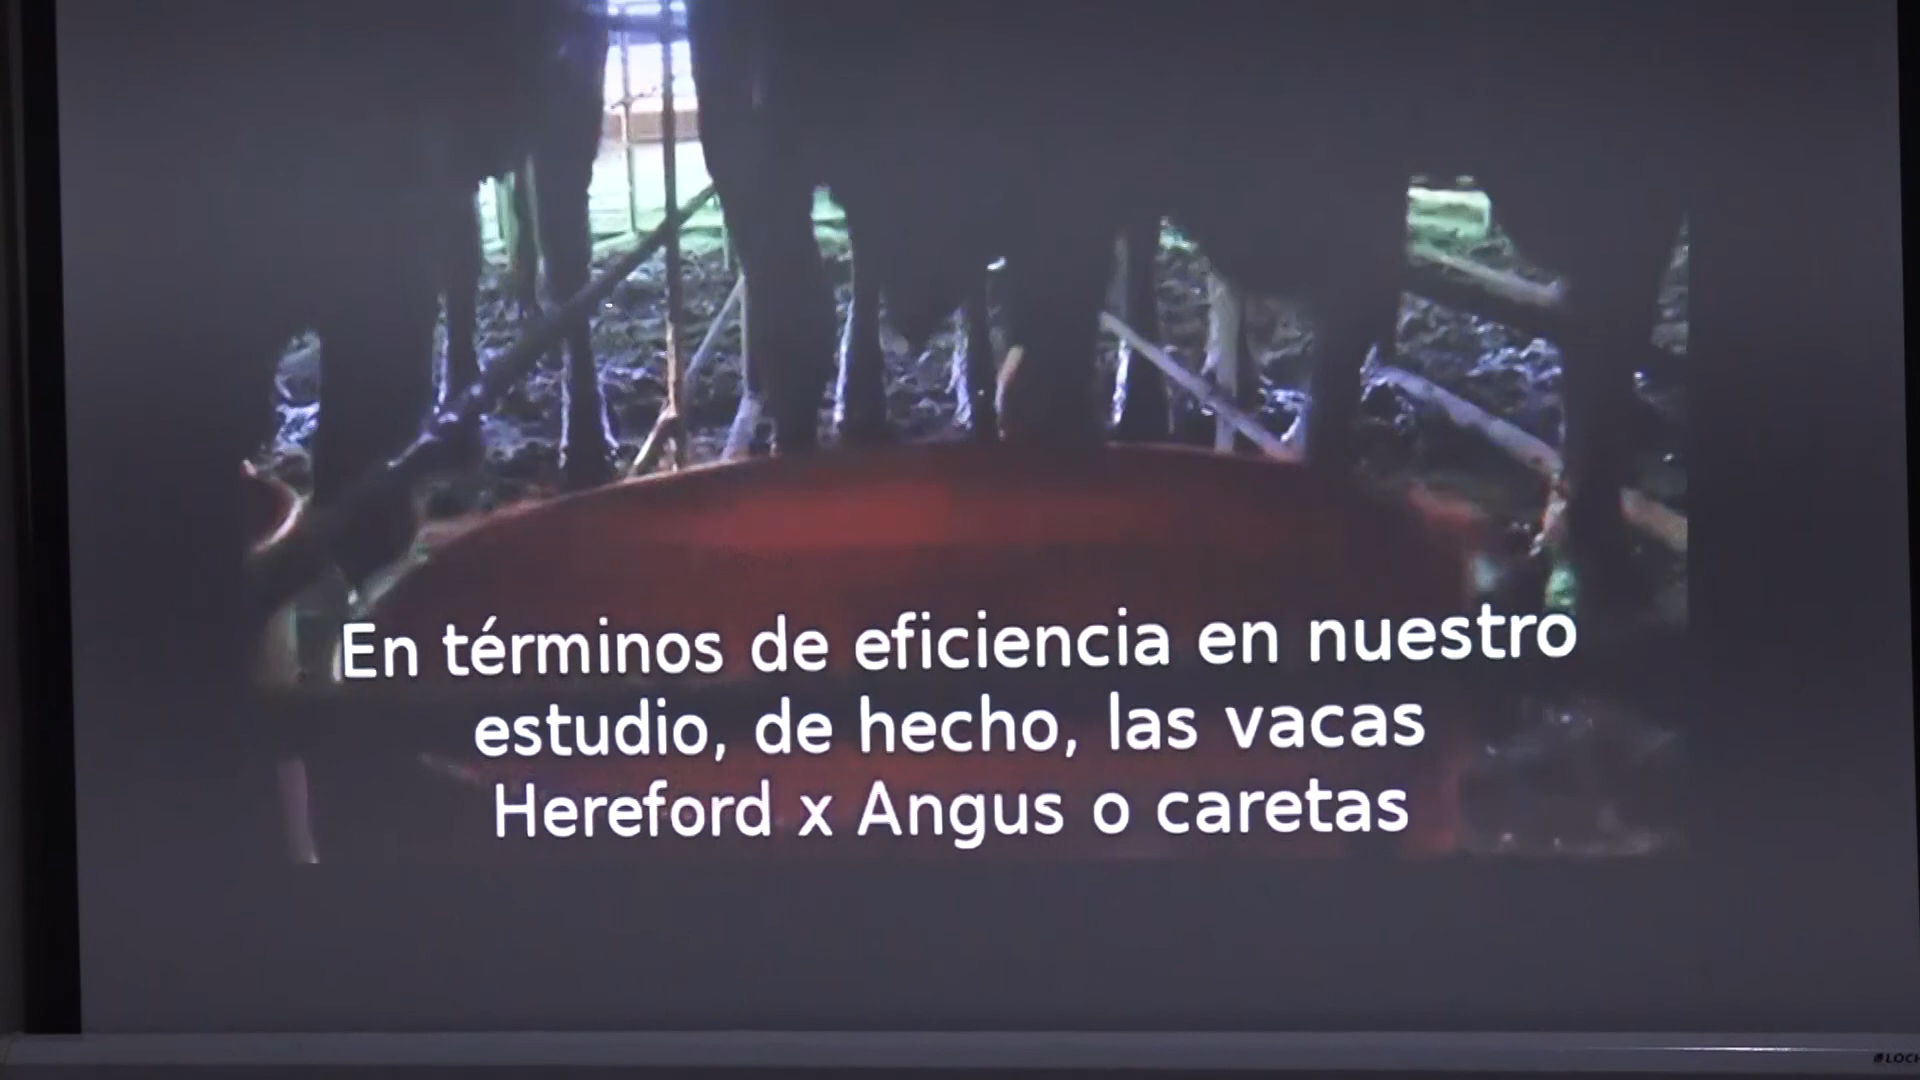 En términos de eficiencia en nuestro
estudio, de hecho, las vacas
Hereford x Angus o caretas